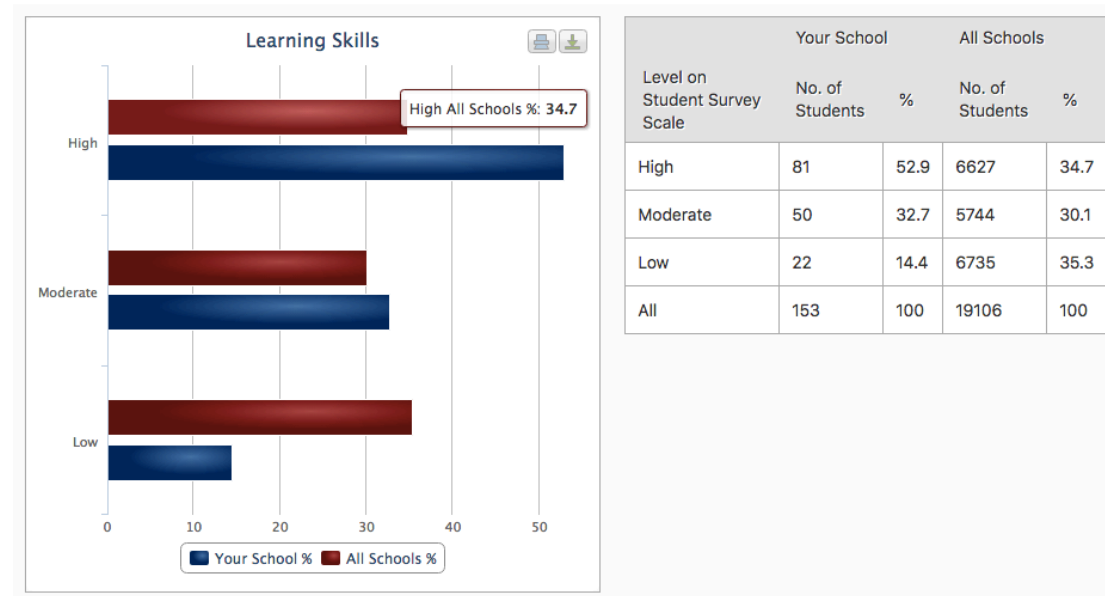 Learning Skills
High All Schools %: 34.7
High
Moderate
Low
0 10 20 30 40 50
Your School % All Schools %
Your School All Schools
Level on
Student Survey
Scale
No. of
Students
%
No. of
Students
%
High 81 52.9 6627 34.7
Moderate 50 32.7 5744 30.1
Low 22 14.4 6735 35.3
All 153 100 19106 100